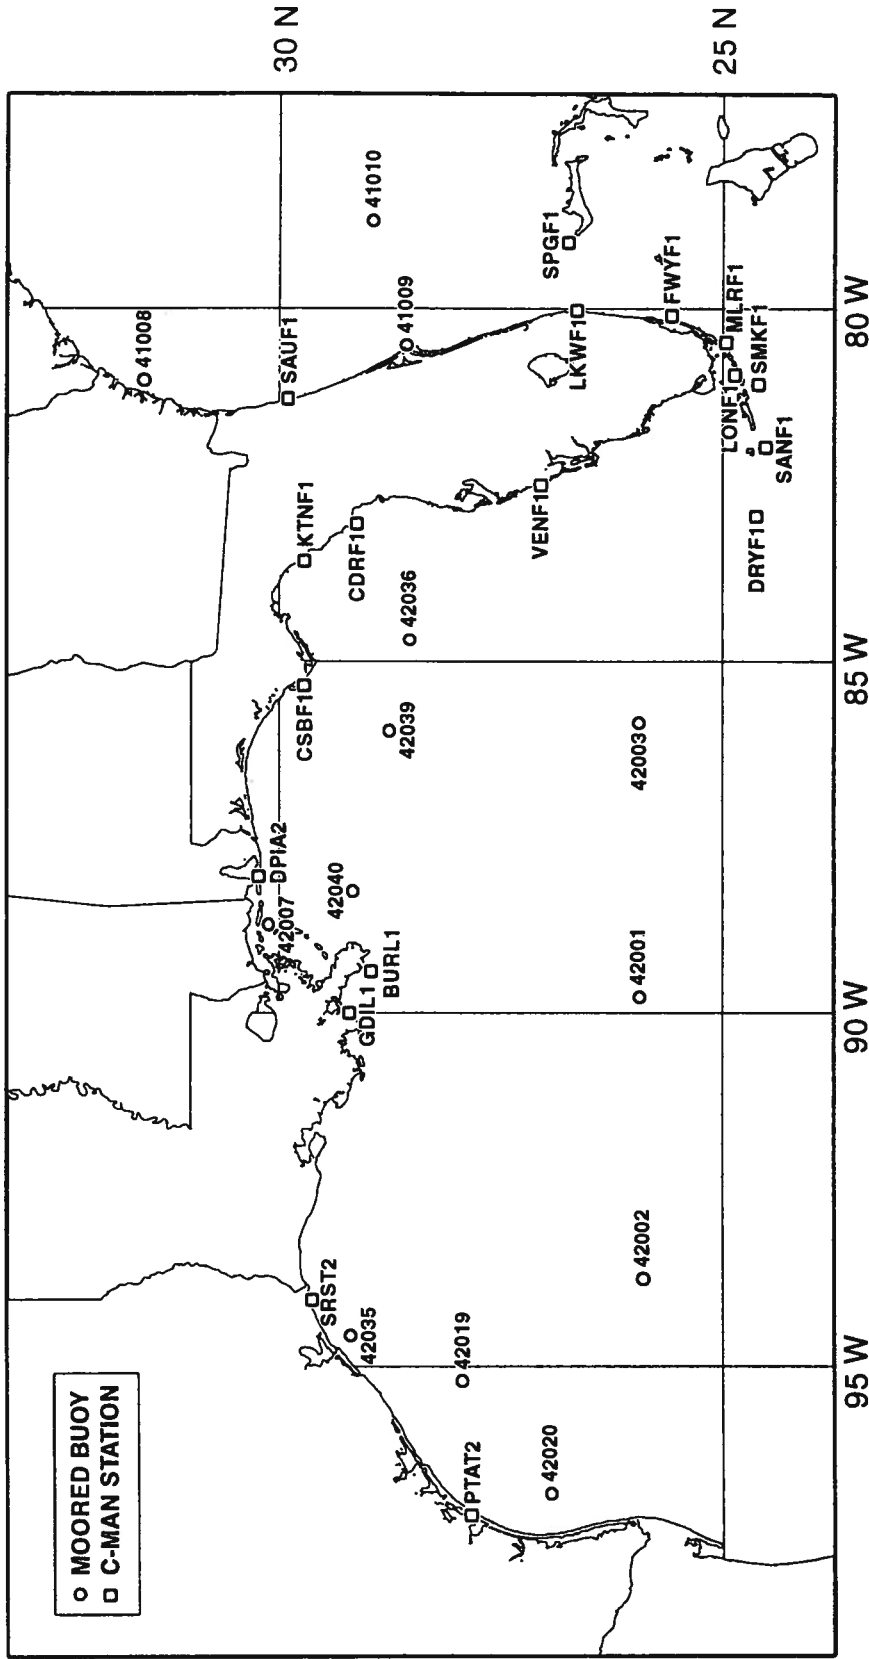 ○ MOORED BUOY
□ C-MAN STATION
30 N
25 N
95 W
90 W
85 W
80 W
PTAT2
42020
42019
42035
SRST2
42002
GDIL1
BURL1
42001
42007
42040
DPIA2
42003
42039
CSBF1
42036
CDRF1
KTNF1
VENF1
DRYF1
SANF1
LONF1
SMKF1
MLRF1
FWYF1
LKWF1
SPGF1
SAUF1
41008
41009
41010